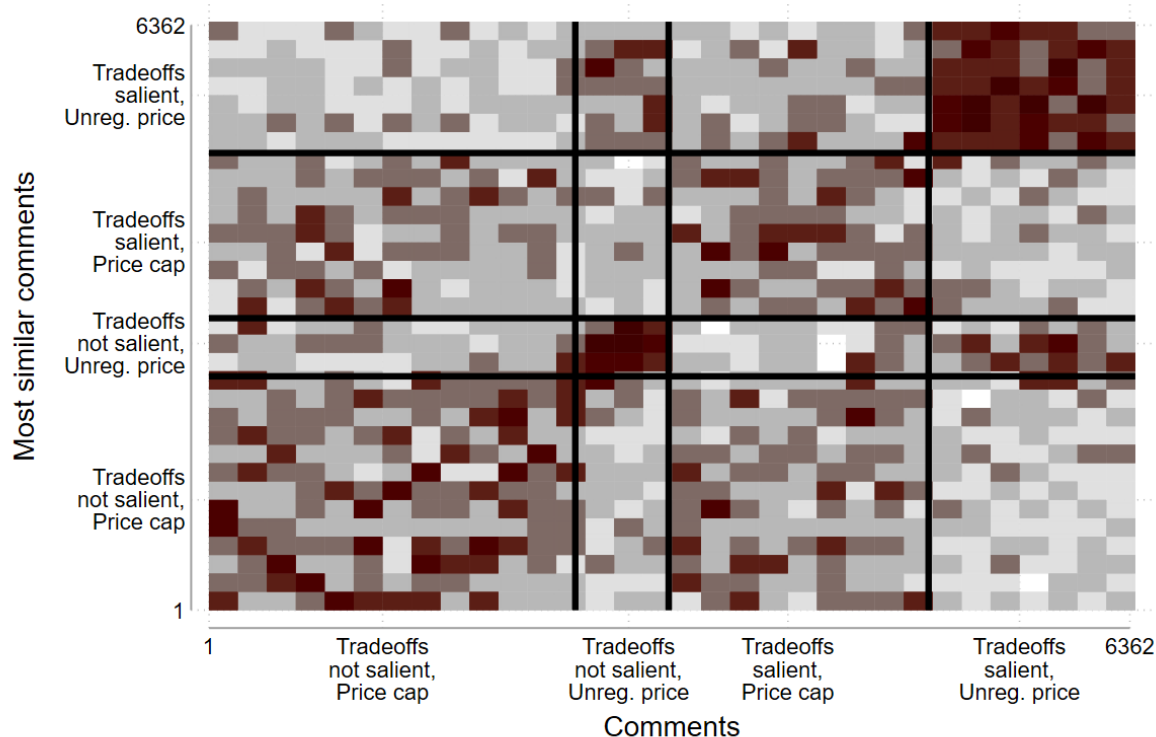 6362
Tradeoffs
salient,
Unreg. price
Tradeoffs
salient,
Price cap
Tradeoffs
not salient,
Unreg. price
Tradeoffs
not salient,
Price cap
1
Most similar comments
1
Tradeoffs
not salient,
Price cap
Tradeoffs
not salient,
Unreg. price
Tradeoffs
salient,
Price cap
Tradeoffs
salient,
Unreg. price
6362
Comments